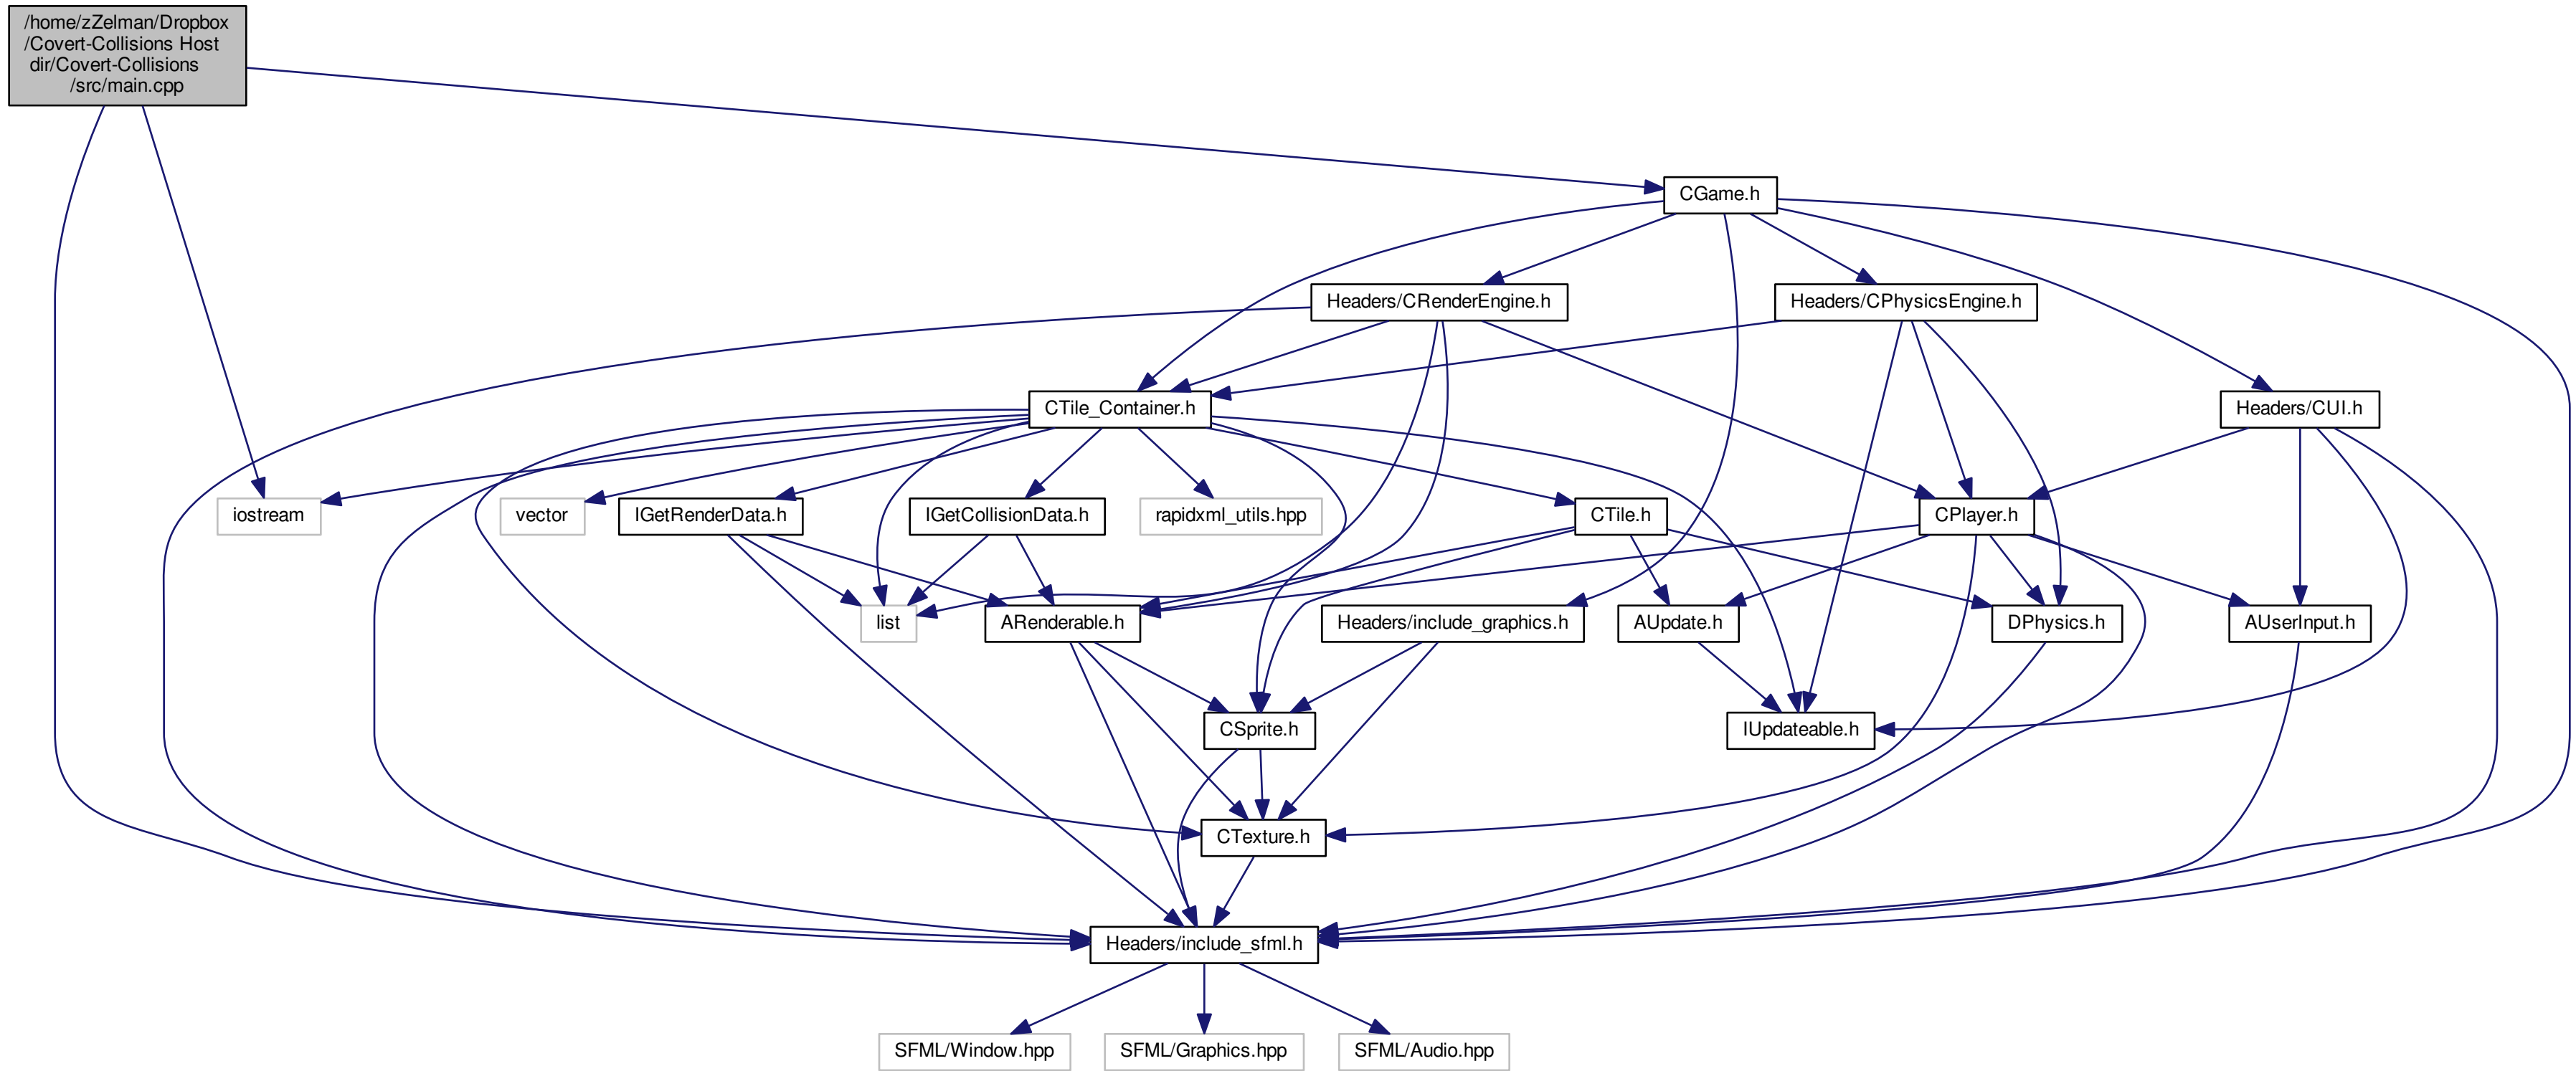 /home/zZelman/Dropbox
/Covert-Collisions Host
dir/Covert-Collisions
/src/main.cpp
CGame.h
Headers/CRenderEngine.h
Headers/CPhysicsEngine.h
CTile_Container.h
Headers/CUI.h
iostream
vector
IGetRenderData.h
IGetCollisionData.h
rapidxml_utils.hpp
CTile.h
CPlayer.h
list
ARenderable.h
Headers/include_graphics.h
AUpdate.h
DPhysics.h
AUserInput.h
CSprite.h
IUpdateable.h
CTexture.h
Headers/include_sfml.h
SFML/Window.hpp
SFML/Graphics.hpp
SFML/Audio.hpp